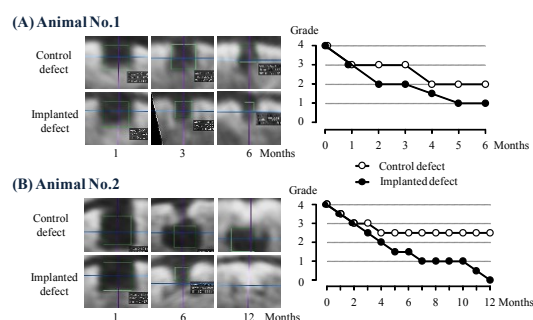 (A) Animal No.1
Control
defect
Implanted
defect
1 3 6 Months
Grade
4
3
2
1
0
0 1 2 3 4 5 6 Months
Control defect
Implanted defect
(B) Animal No.2
Control
defect
Implanted
defect
1 6 12 Months
Grade
4
3
2
1
0
0 2 4 6 8 10 12 Months